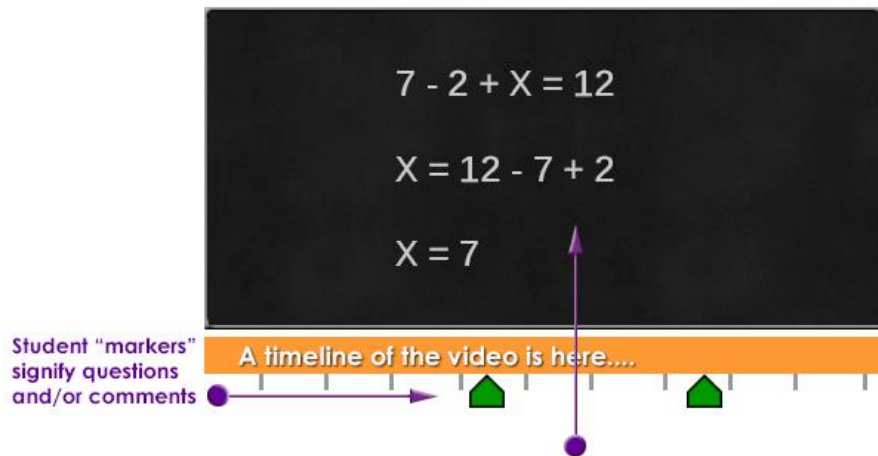 7 - 2 + X = 12
X = 12 - 7 + 2
X = 7
A timeline of the video is here....
Student “markers”
signify questions
and/or comments